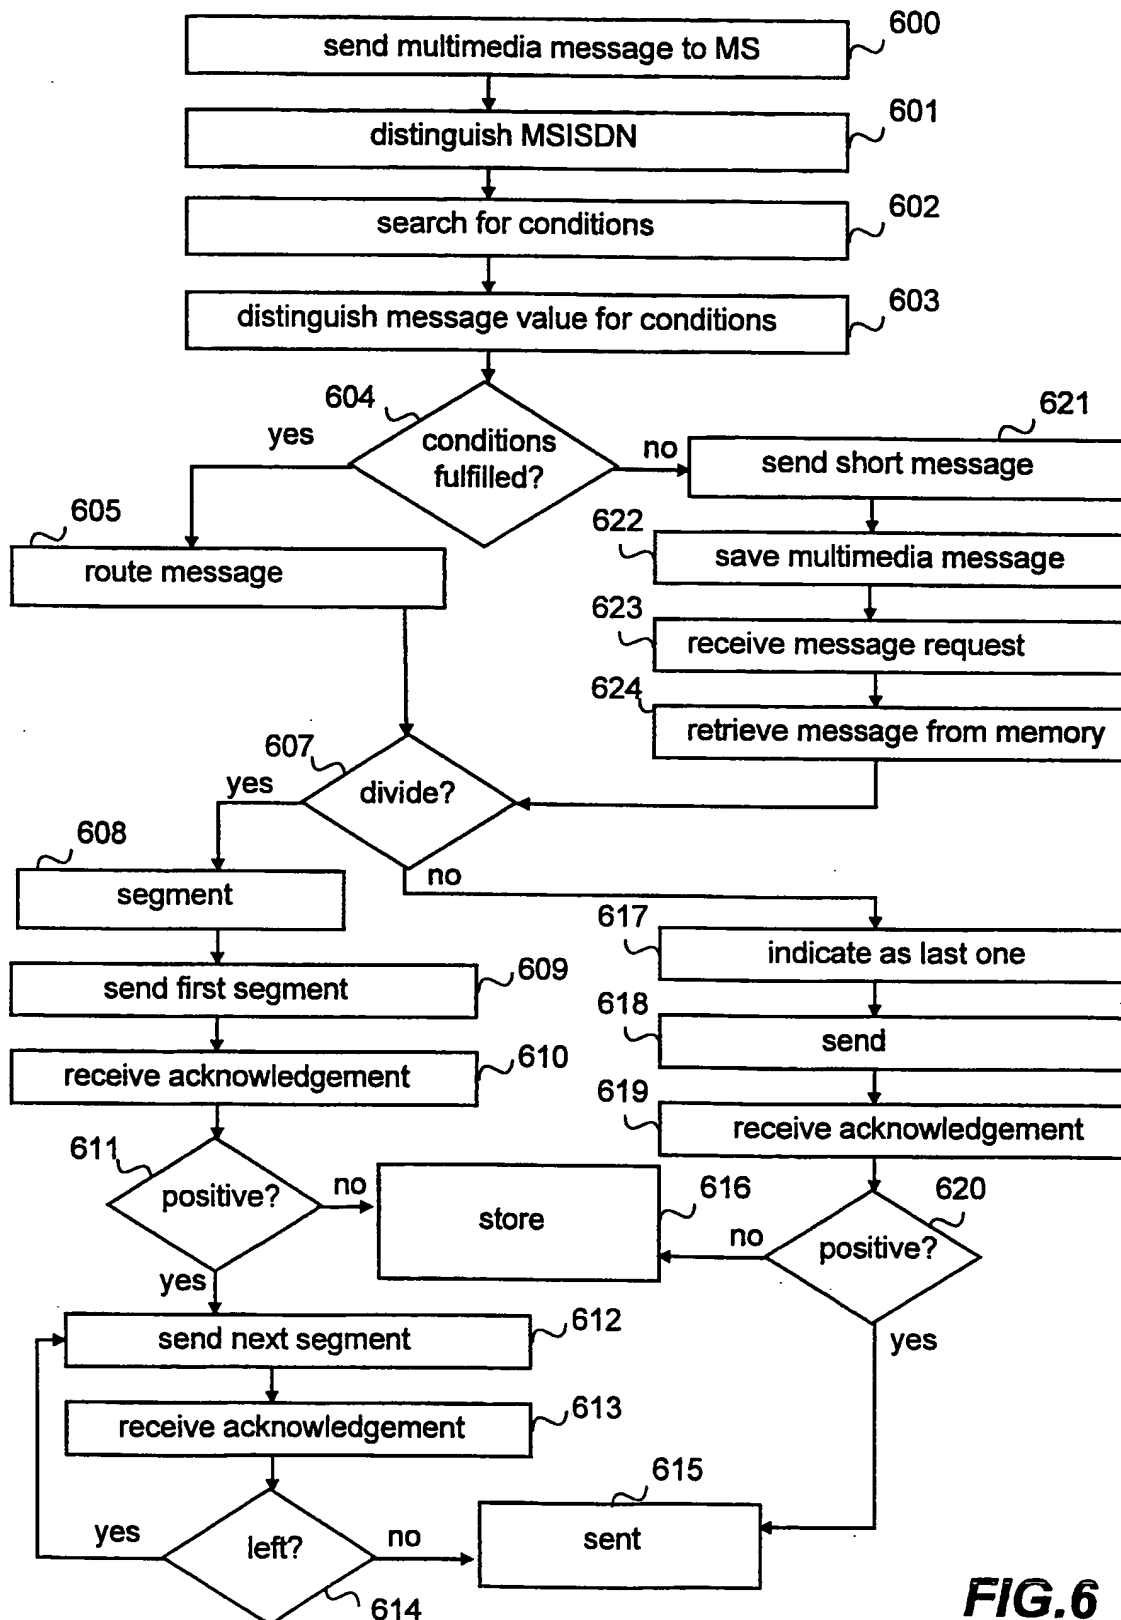 send multimedia message to MS
600
distinguish MSISDN
601
search for conditions
602
distinguish message value for conditions
603
604
yes
conditions
fulfilled?
no
621
send short message
605
route message
622
save multimedia message
623
receive message request
624
retrieve message from memory
607
yes
divide?
no
608
segment
617
indicate as last one
609
send first segment
618
send
610
receive acknowledgement
619
receive acknowledgement
611
positive?
no
store
616
no
620
positive?
yes
yes
612
send next segment
613
receive acknowledgement
615
sent
yes
left?
no
614
FIG.6